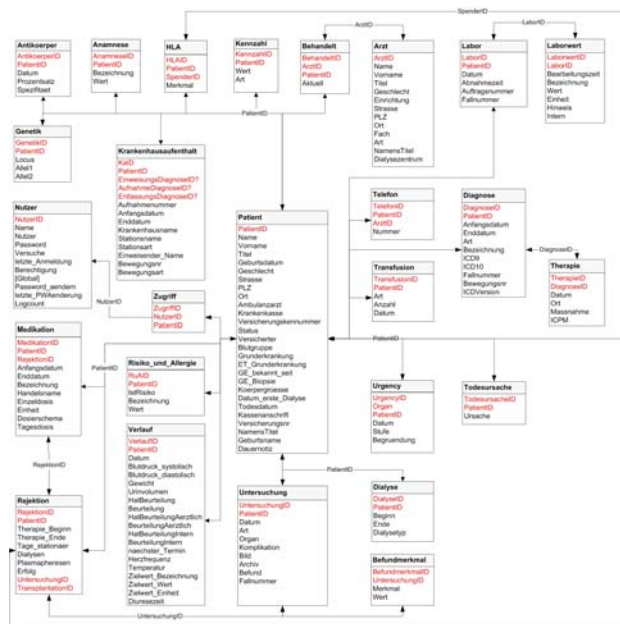 SpenderID
ArztID
LaborID
Antikoerper
AntikoerperID
PatientID
Datum
Prozentsatz
Spezifitaet
Anamnese
AnamneseID
PatientID
Bezeichnung
Wert
HLA
HLAID
PatientID
SpenderID
Merkmal
Kennzahl
KennzahlID
PatientID
Wert
Art
Behandelt
BehandeltID
ArztID
PatientID
Aktuell
Arzt
ArztID
Name
Vorname
Titel
Geschlecht
Einrichtung
Strasse
PLZ
Ort
Fach
Art
NamensTitel
Dialysezentrum
Labor
LaborID
PatientID
Datum
Abnahmezeit
Auftragsnummer
Fallnummer
Laborwert
LaborwertID
LaborID
Bearbeitungszeit
Bezeichnung
Wert
Einheit
Hinweis
Intern
PatientID
Genetik
GenetikID
PatientID
Locus
Allel1
Allel2
Krankenhausaufenthalt
KaID
PatientID
EinweisungsDiagnoseID?
AufnahmeDiagnoseID?
EntlassungsDiagnoseID?
Aufnahmenummer
Anfangsdatum
Enddatum
Krankenhausname
Stationsname
Stationsart
Einweisender_Name
Bewegungsnr
Bewegungsart
Nutzer
NutzerID
Name
Nutzer
Password
Versuche
letzte_Anmeldung
Berechtigung
[Global]
Password_aendern
letzte_PWAenderung
Logcount
NutzerID
Zugriff
ZugriffID
NutzerID
PatientID
Patient
PatientID
Name
Vorname
Titel
Geburtsdatum
Geschlecht
Strasse
PLZ
Ort
Ambulanzarzt
Krankenkasse
Versicherungskennummer
Status
Versicherter
Blutgruppe
Grunderkrankung
ET_Grunderkrankung
GE_bekannt_seit
GE_Biopsie
Koerpergroesse
Datum_erste_Dialyse
Todesdatum
Kassenanschrift
Versicherungsnr
NamensTitel
Geburtsname
Dauernotiz
Telefon
TelefonID
PatientID
ArztID
Nummer
Transfusion
TransfusionID
PatientID
Art
Anzahl
Datum
Diagnose
DiagnoseID
PatientID
Anfangsdatum
Enddatum
Art
Bezeichnung
ICD9
ICD10
Fallnummer
Bewegungsnr
ICDVersion
DiagnoseID
Therapie
TherapieID
DiagnoseID
Datum
Ort
Massnahme
ICPM
PatientID
Medikation
MedikationID
PatientID
RejektionID
Anfangsdatum
Enddatum
Bezeichnung
Handelsname
Einzeldosis
Einheit
Dosierschema
Tagesdosis
PatientID
Risiko_und_Allergie
RuAID
PatientID
IstRisiko
Bezeichnung
Wert
Urgency
UrgencyID
Organ
PatientID
Datum
Stufe
Begruendung
Todesursache
TodesursacheID
PatientID
Ursache
Verlauf
VerlaufID
PatientID
Datum
Blutdruck_systolisch
Blutdruck_diastolisch
Gewicht
Urinvolumen
HatBeurteilung
Beurteilung
HatBeurteilungAerztlich
BeurteilungAerztlich
HatBeurteilungIntern
BeurteilungIntern
naechster_Termin
Herzfrequenz
Temperatur
Zielwert_Bezeichnung
Zielwert_Wert
Zielwert_Einheit
Diuresezeit
RejektionID
PatientID
Rejektion
RejektionID
PatientID
Therapie_Beginn
Therapie_Ende
Tage_stationaer
Dialysen
Plasmapheresen
Erfolg
UntersuchungID
TransplantationID
Untersuchung
UntersuchungID
PatientID
Datum
Art
Organ
Komplikation
Bild
Archiv
Befund
Fallnummer
Dialyse
DialyseID
PatientID
Beginn
Ende
Dialysetyp
Befundmerkmal
BefundmerkmalID
UntersuchungID
Merkmal
Wert
UntersuchungID